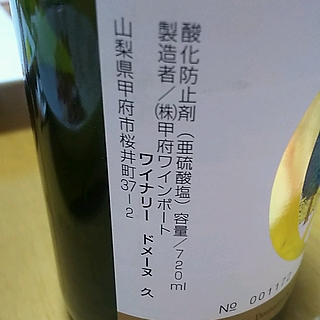 酸化防止剤（亜硫酸塩）容量/720ml
製造者/㈱甲府ワインポート
ワイナリー ドメーヌ 久
山梨県甲府市桜井町37-2
No 001172